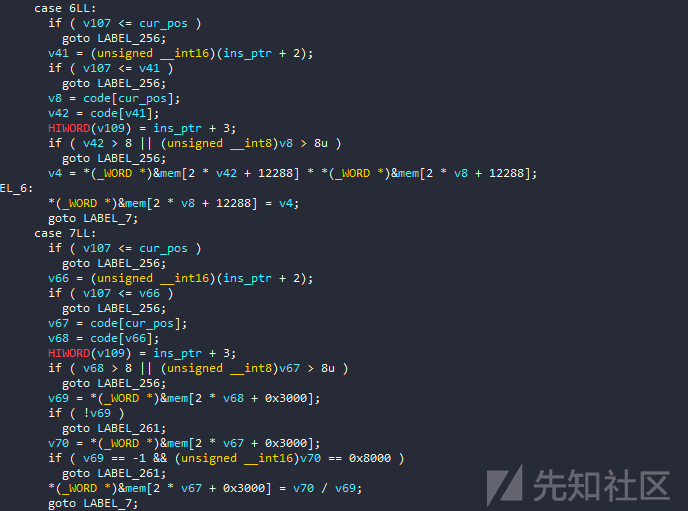 case 6LL:
if ( v107 <= cur_pos )
goto LABEL_256;
v41 = (unsigned __int16)(ins_ptr + 2);
if ( v107 <= v41 )
goto LABEL_256;
v8 = code[cur_pos];
v42 = code[v41];
HIWORD(v109) = ins_ptr + 3;
if ( v42 > 8 || (unsigned __int8)v8 > 8u )
goto LABEL_256;
v4 = *(_WORD *)&mem[2 * v42 + 12288] * *(_WORD *)&mem[2 * v8 + 12288];
EL_6:
*(_WORD *)&mem[2 * v8 + 12288] = v4;
goto LABEL_7;
case 7LL:
if ( v107 <= cur_pos )
goto LABEL_256;
v66 = (unsigned __int16)(ins_ptr + 2);
if ( v107 <= v66 )
goto LABEL_256;
v67 = code[cur_pos];
v68 = code[v66];
HIWORD(v109) = ins_ptr + 3;
if ( v68 > 8 || (unsigned __int8)v67 > 8u )
goto LABEL_256;
v69 = *(_WORD *)&mem[2 * v68 + 0x3000];
if ( !v69 )
goto LABEL_261;
v70 = *(_WORD *)&mem[2 * v67 + 0x3000];
if ( v69 == -1 && (unsigned __int16)v70 == 0x8000 )
goto LABEL_261;
*(_WORD *)&mem[2 * v67 + 0x3000] = v70 / v69;
goto LABEL_7;
先知社区